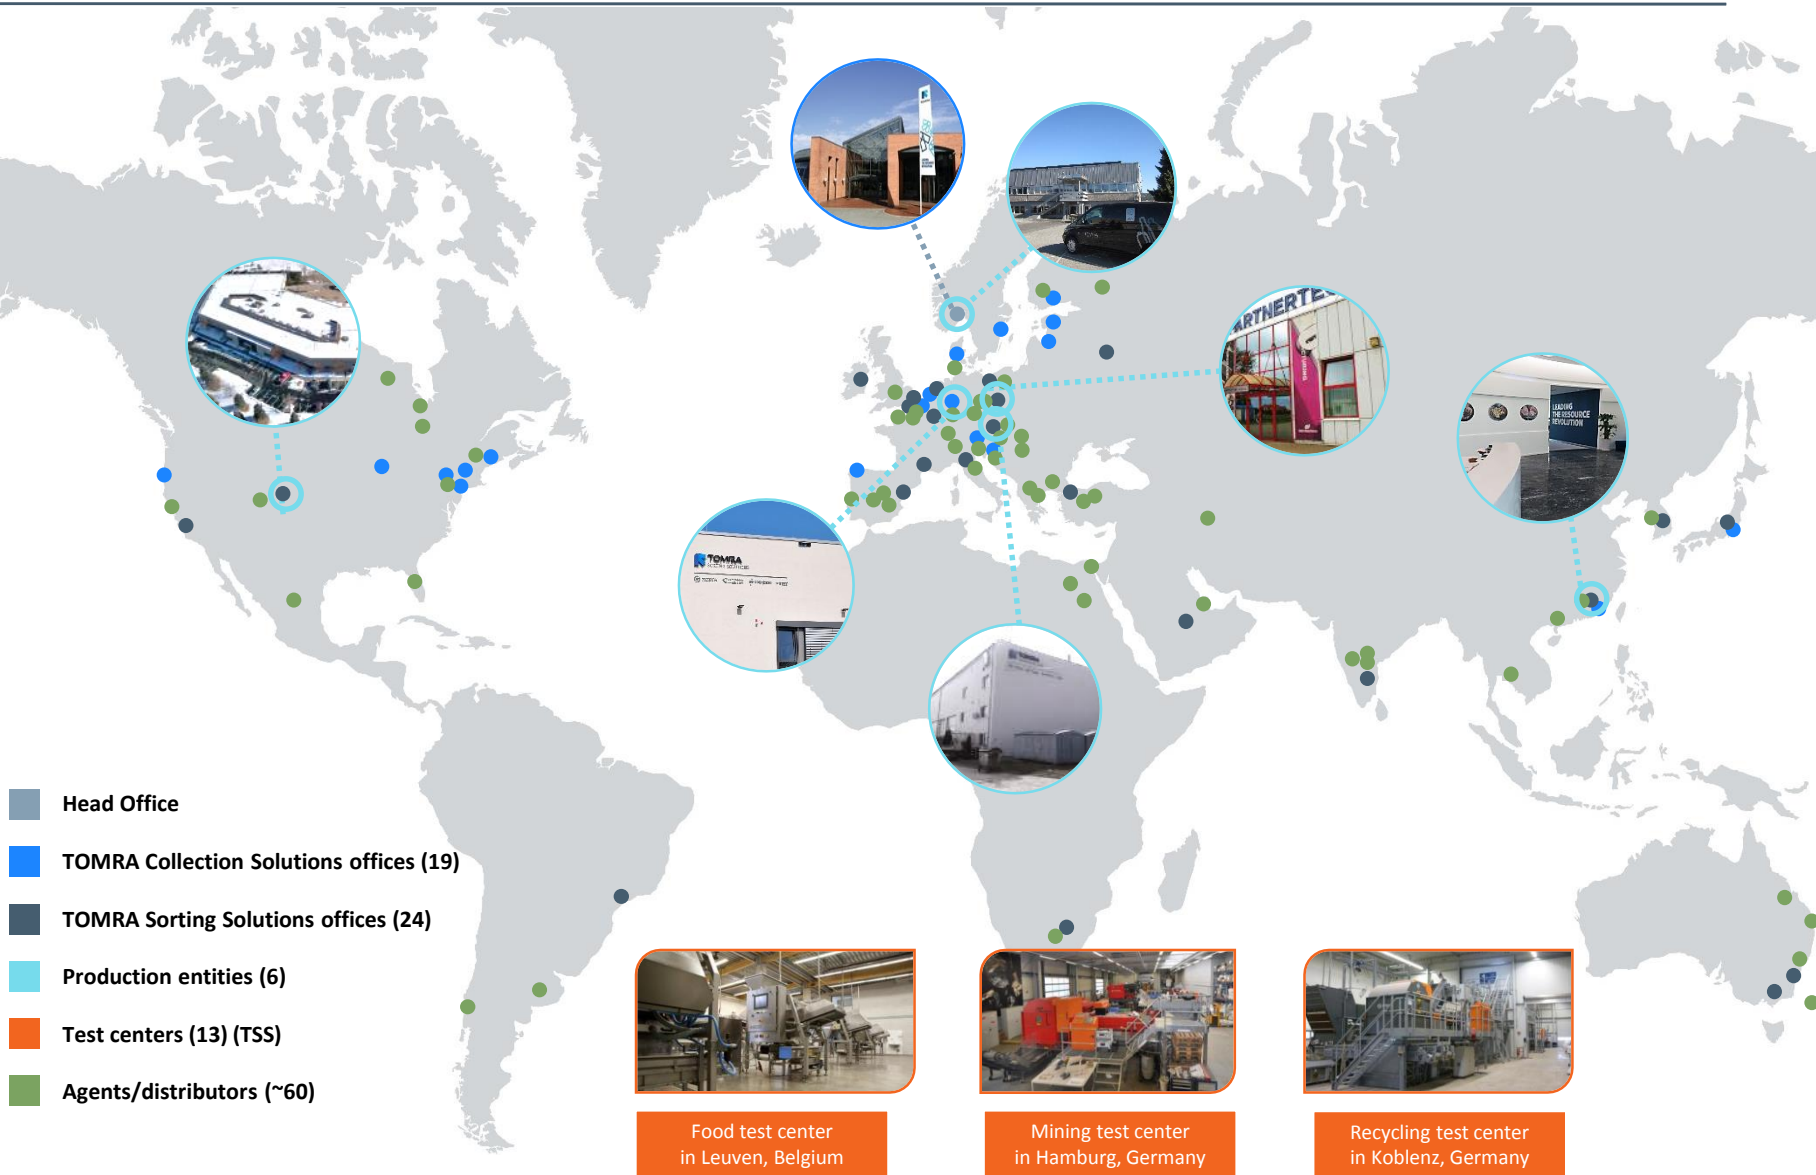 ARTNERTE
LEADING
THE RESOURCE
REVOLUTION
TOMRA
Head Office
TOMRA Collection Solutions offices (19)
TOMRA Sorting Solutions offices (24)
Production entities (6)
Test centers (13) (TSS)
Agents/distributors (~60)
Food test center
in Leuven, Belgium
Mining test center
in Hamburg, Germany
Recycling test center
in Koblenz, Germany